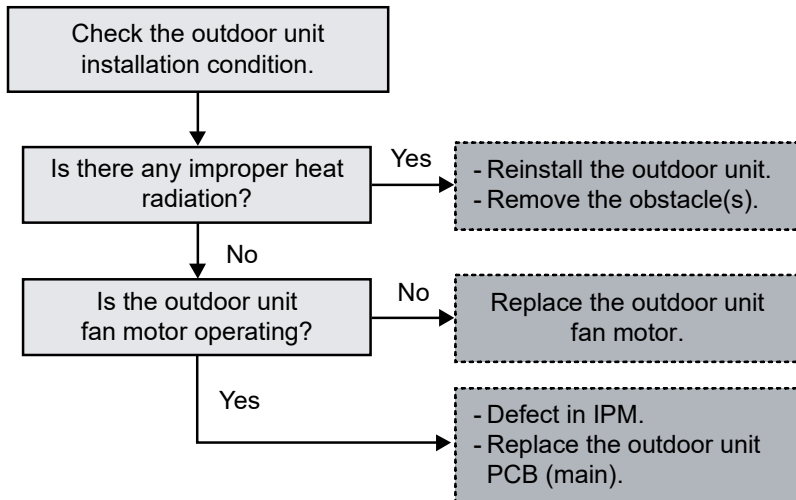 Check the outdoor unit
installation condition.
Is there any improper heat
radiation?
Yes
- Reinstall the outdoor unit.
- Remove the obstacle(s).
No
Is the outdoor unit
fan motor operating?
No
Replace the outdoor unit
fan motor.
Yes
- Defect in IPM.
- Replace the outdoor unit
PCB (main).